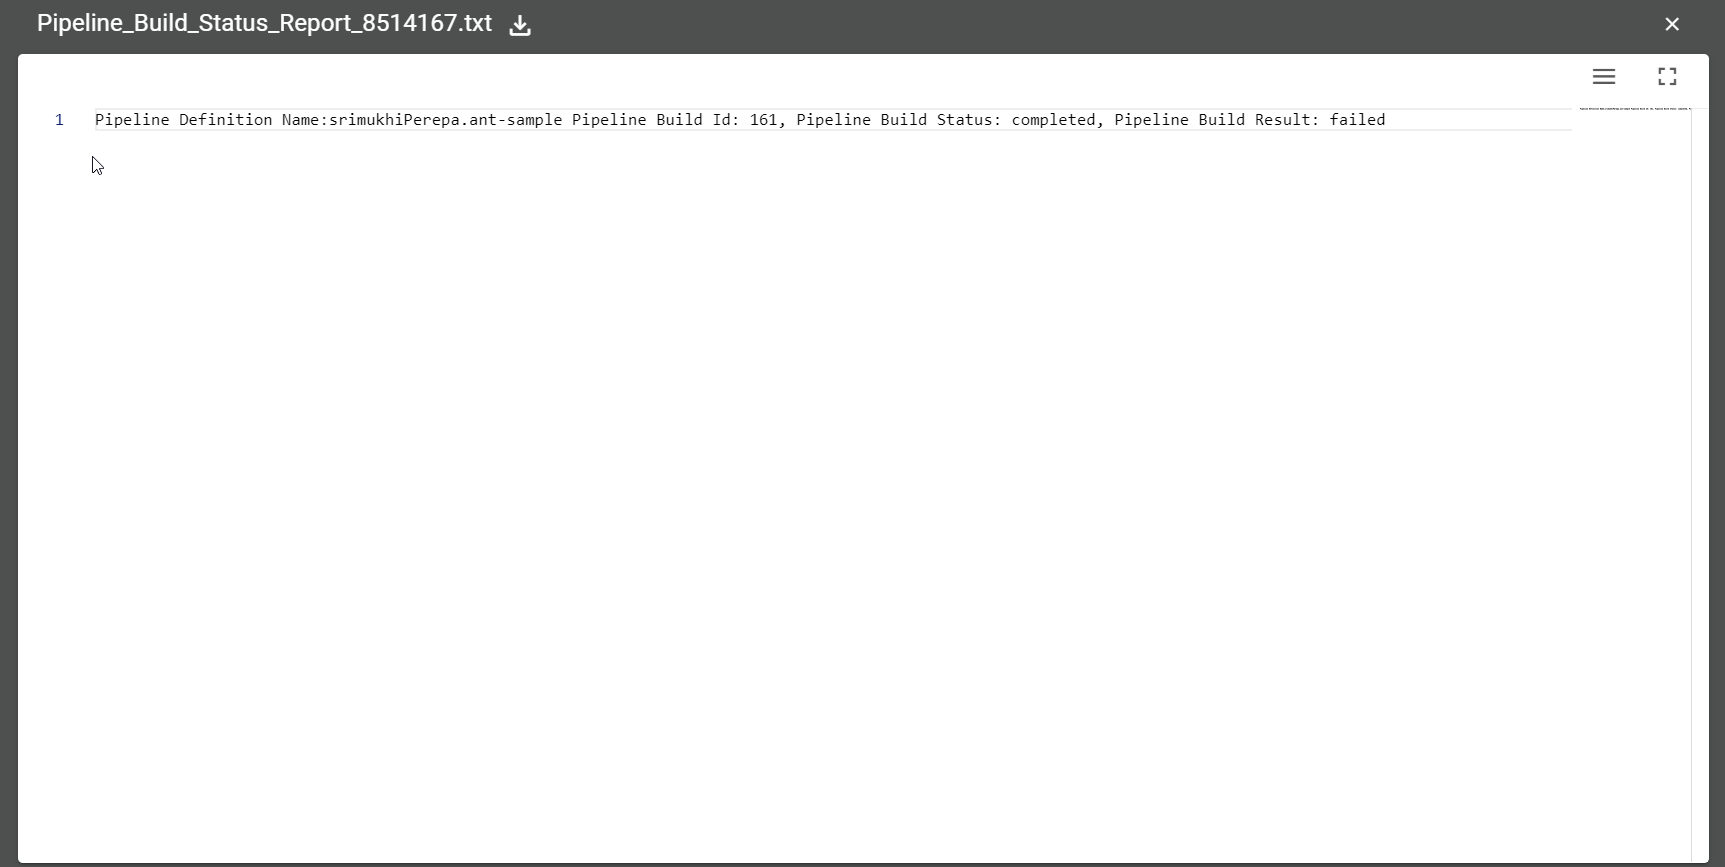 Pipeline_Build_Status_Report_8514167.txt
1 Pipeline Definition Name:srimukhiPerepa.ant-sample Pipeline Build Id: 161, Pipeline Build Status: completed, Pipeline Build Result: failed